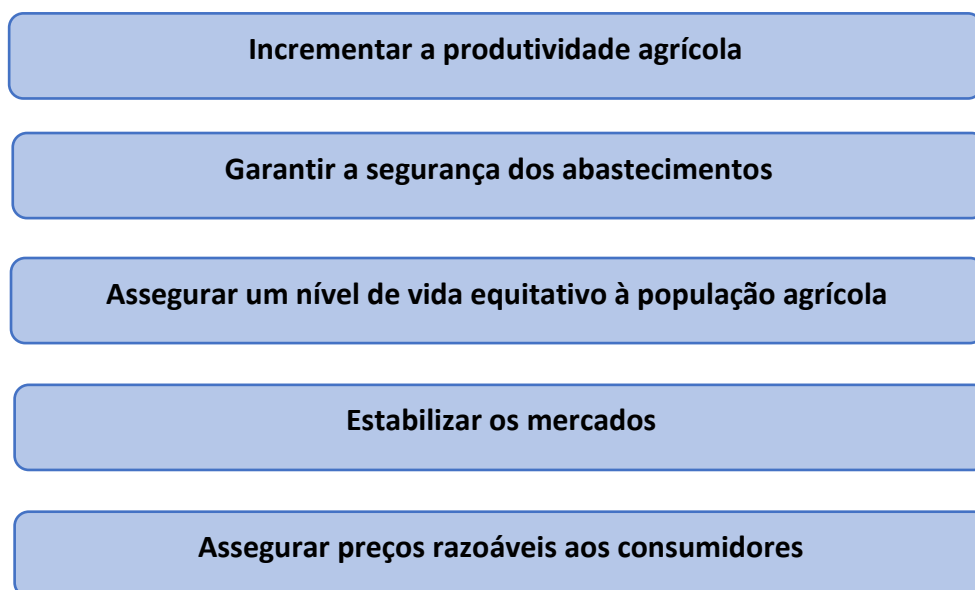 Incrementar a produtividade agrícola
Garantir a segurança dos abastecimentos
Assegurar um nível de vida equitativo à população agrícola
Estabilizar os mercados
Assegurar preços razoáveis aos consumidores